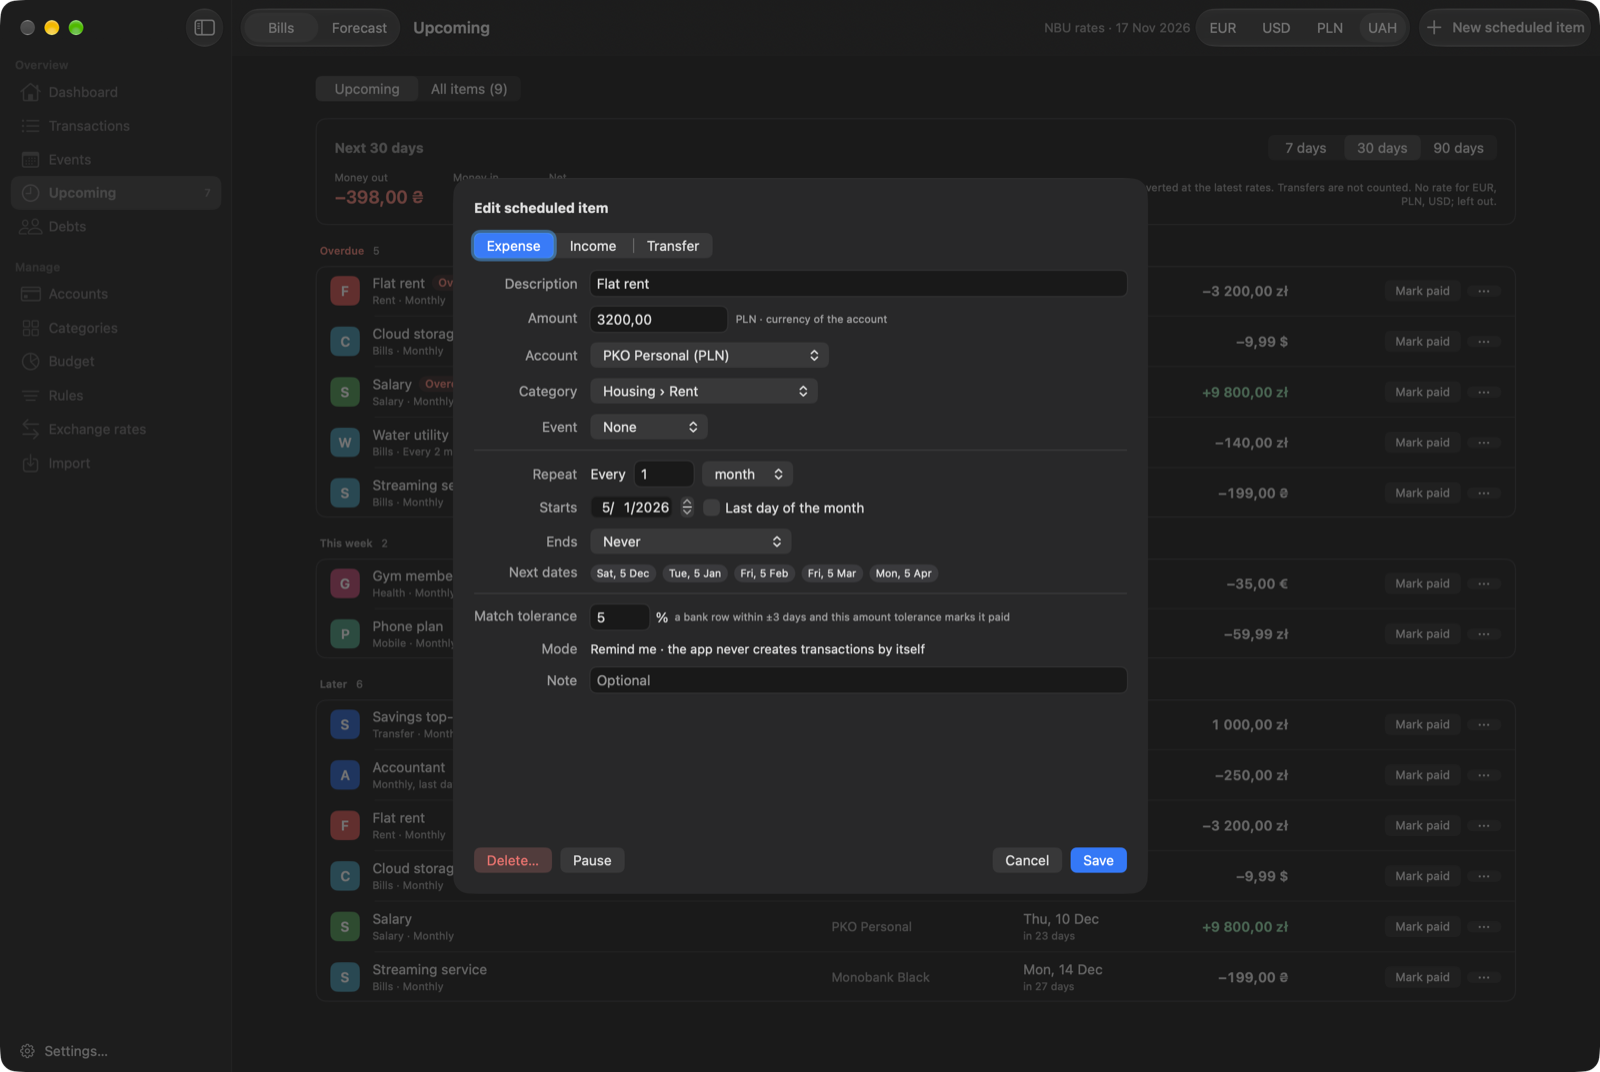 Bills
Forecast
Upcoming
NBU rates · 17 Nov 2026
EUR
USD
PLN
UAH
New scheduled item
Overview
Dashboard
Transactions
Events
Upcoming
7
Debts
Manage
Accounts
Categories
Budget
Rules
Exchange rates
Import
Settings...
Upcoming
All items (9)
Next 30 days
7 days
30 days
90 days
Money out
Money in
Net
−398,00 ₴
verted at the latest rates. Transfers are not counted. No rate for EUR,
PLN, USD; left out.
Overdue 5
F
Flat rent Ov
Rent · Monthly
−3 200,00 zł
Mark paid
C
Cloud storag
Bills · Monthly
−9,99 $
Mark paid
S
Salary Overd
Salary · Monthly
+9 800,00 zł
Mark paid
W
Water utility
Bills · Every 2 m
−140,00 zł
Mark paid
S
Streaming se
Bills · Monthly
−199,00 ₴
Mark paid
This week 2
G
Gym membe
Health · Monthly
−35,00 €
Mark paid
P
Phone plan
Mobile · Monthly
−59,99 zł
Mark paid
Later 6
S
Savings top-
Transfer · Month
1 000,00 zł
Mark paid
A
Accountant
Monthly, last da
−250,00 zł
Mark paid
F
Flat rent
Rent · Monthly
−3 200,00 zł
Mark paid
C
Cloud storag
Bills · Monthly
−9,99 $
Mark paid
S
Salary
Salary · Monthly
PKO Personal
Thu, 10 Dec
in 23 days
+9 800,00 zł
Mark paid
S
Streaming service
Bills · Monthly
Monobank Black
Mon, 14 Dec
in 27 days
−199,00 ₴
Mark paid
Edit scheduled item
Expense
Income
Transfer
Description
Flat rent
Amount
3200,00
PLN · currency of the account
Account
PKO Personal (PLN)
Category
Housing › Rent
Event
None
Repeat
Every
1
month
Starts
5/ 1/2026
Last day of the month
Ends
Never
Next dates
Sat, 5 Dec
Tue, 5 Jan
Fri, 5 Feb
Fri, 5 Mar
Mon, 5 Apr
Match tolerance
5
% a bank row within ±3 days and this amount tolerance marks it paid
Mode
Remind me · the app never creates transactions by itself
Note
Optional
Delete...
Pause
Cancel
Save